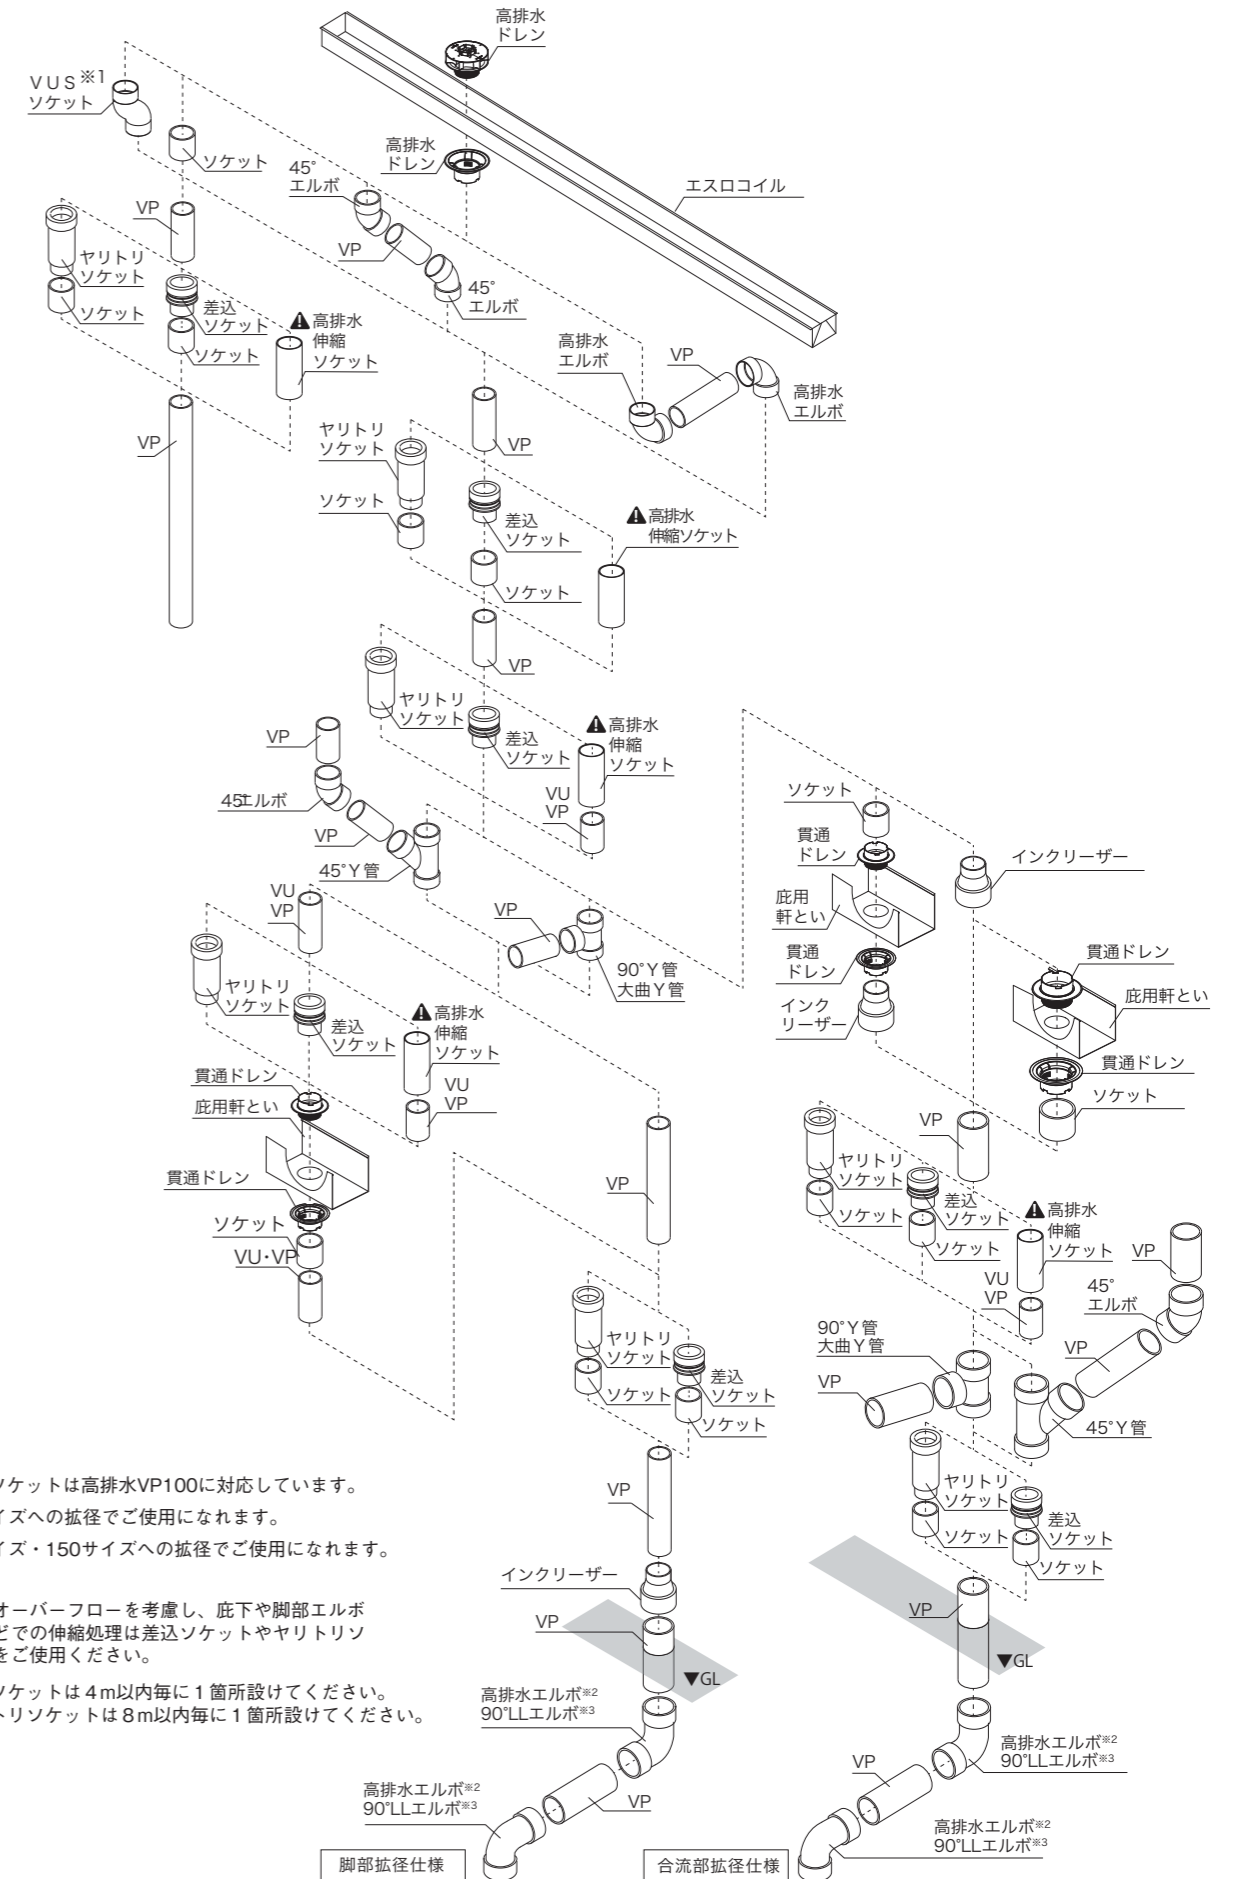 高排水
ドレン
ＶＵＳ※1
ソケット
ソケット
高排水
ドレン
45°
エルボ
エスロコイル
VP
VP
ヤリトリ
ソケット
45°
エルボ
差込
ソケット
ソケット
⚠高排水
伸縮
ソケット
ソケット
高排水
エルボ
VP
高排水
エルボ
ヤリトリ
ソケット
VP
VP
ソケット
差込
ソケット
⚠高排水
伸縮ソケット
ソケット
VP
ヤリトリ
ソケット
⚠高排水
伸縮
ソケット
VP
差込
ソケット
45°エルボ
VU
VP
VP
ソケット
45°Ｙ管
貫通
ドレン
インクリーザー
VU
VP
VP
庇用
軒とい
貫通
ドレン
貫通ドレン
90°Ｙ管
大曲Ｙ管
ヤリトリ
ソケット
インク
リーザー
庇用軒とい
⚠高排水
伸縮
ソケット
差込
ソケット
貫通ドレン
貫通ドレン
VU
VP
ソケット
庇用軒とい
VP
ヤリトリ
ソケット
貫通ドレン
VP
差込
ソケット
ソケット
⚠高排水
伸縮
ソケット
ソケット
ソケット
VP
VU・VP
VU
VP
45°
エルボ
90°Ｙ管
大曲Ｙ管
ヤリトリ
ソケット
VP
差込
ソケット
VP
ソケット
ソケット
45°Ｙ管
ソケットは高排水VP100に対応しています。
イズへの拡径でご使用になれます。
イズ・150サイズへの拡径でご使用になれます。
VP
ヤリトリ
ソケット
差込
ソケット
ソケット
ソケット
インクリーザー
オーバーフローを考慮し、庇下や脚部エルボ
どでの伸縮処理は差込ソケットやヤリトリソ
をご使用ください。
VP
VP
▼GL
▼GL
ソケットは４m以内毎に１箇所設けてください。
トリソケットは８m以内毎に１箇所設けてください。
高排水エルボ※2
90°LLエルボ※3
高排水エルボ※2
90°LLエルボ※3
VP
高排水エルボ※2
90°LLエルボ※3
VP
高排水エルボ※2
90°LLエルボ※3
脚部拡径仕様
合流部拡径仕様